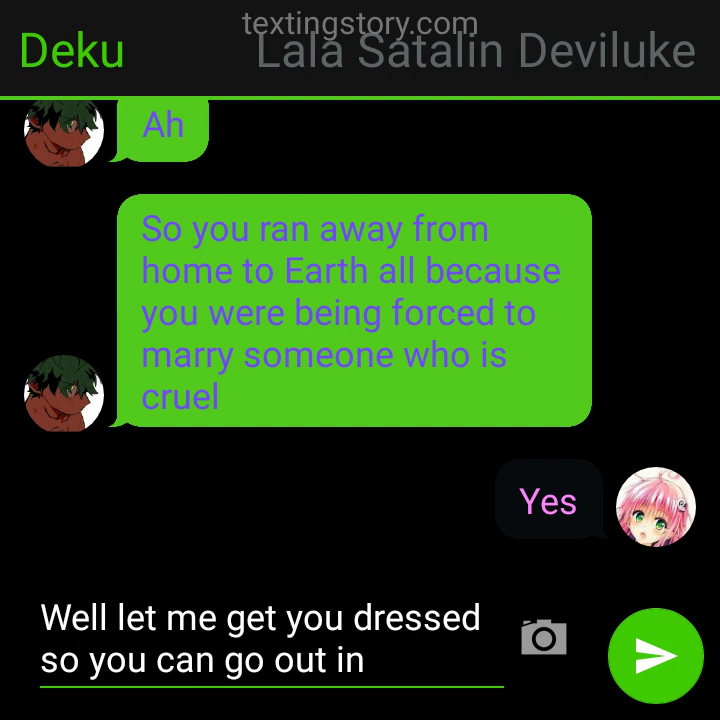 textingstory.com
Deku
Lala Satalin Deviluke
Ah
So you ran away from
home to Earth all because
you were being forced to
marry someone who is
cruel
Yes
Well let me get you dressed
so you can go out in